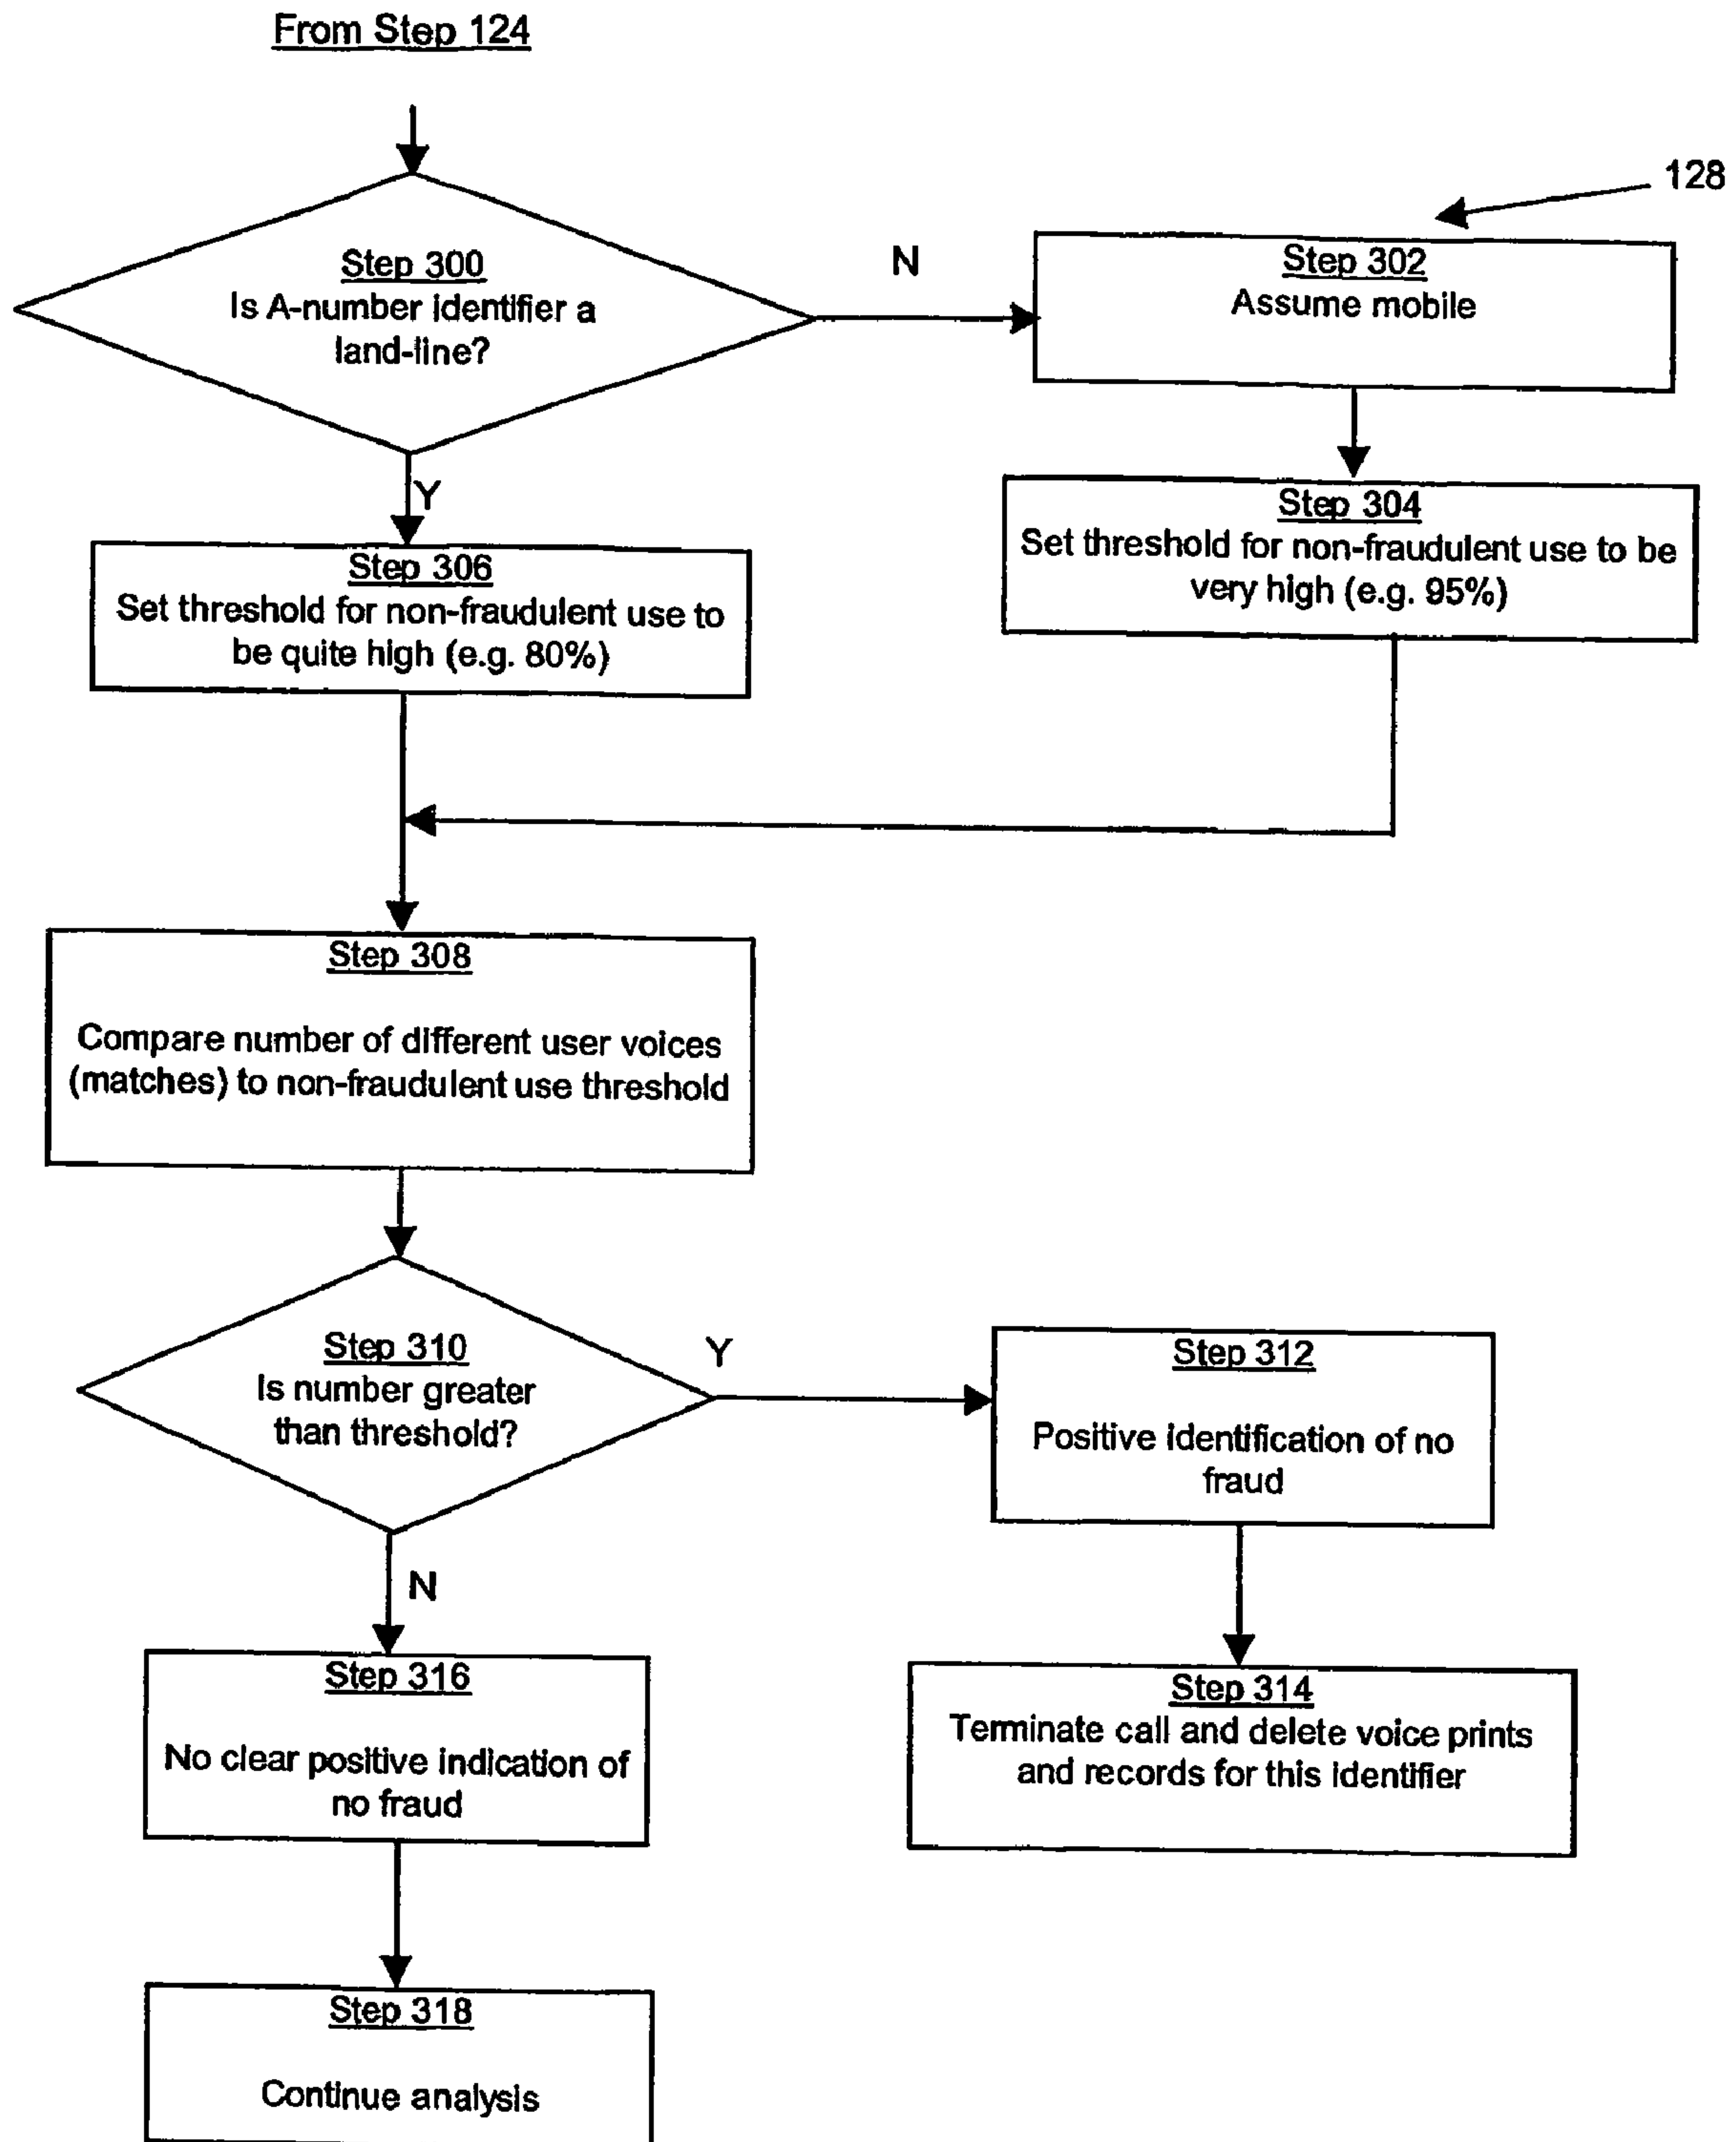 From Step 124
128
Step 300
Is A-number identifier a
land-line?
N
Step 302
Assume mobile
Y
Step 304
Set threshold for non-fraudulent use to be
very high (e.g. 95%)
Step 306
Set threshold for non-fraudulent use to
be quite high (e.g. 80%)
Step 308
Compare number of different user voices
(matches) to non-fraudulent use threshold
Step 310
Is number greater
than threshold?
Y
Step 312
Positive identification of no
fraud
N
Step 316
No clear positive indication of
no fraud
Step 314
Terminate call and delete voice prints
and records for this identifier
Step 318
Continue analysis